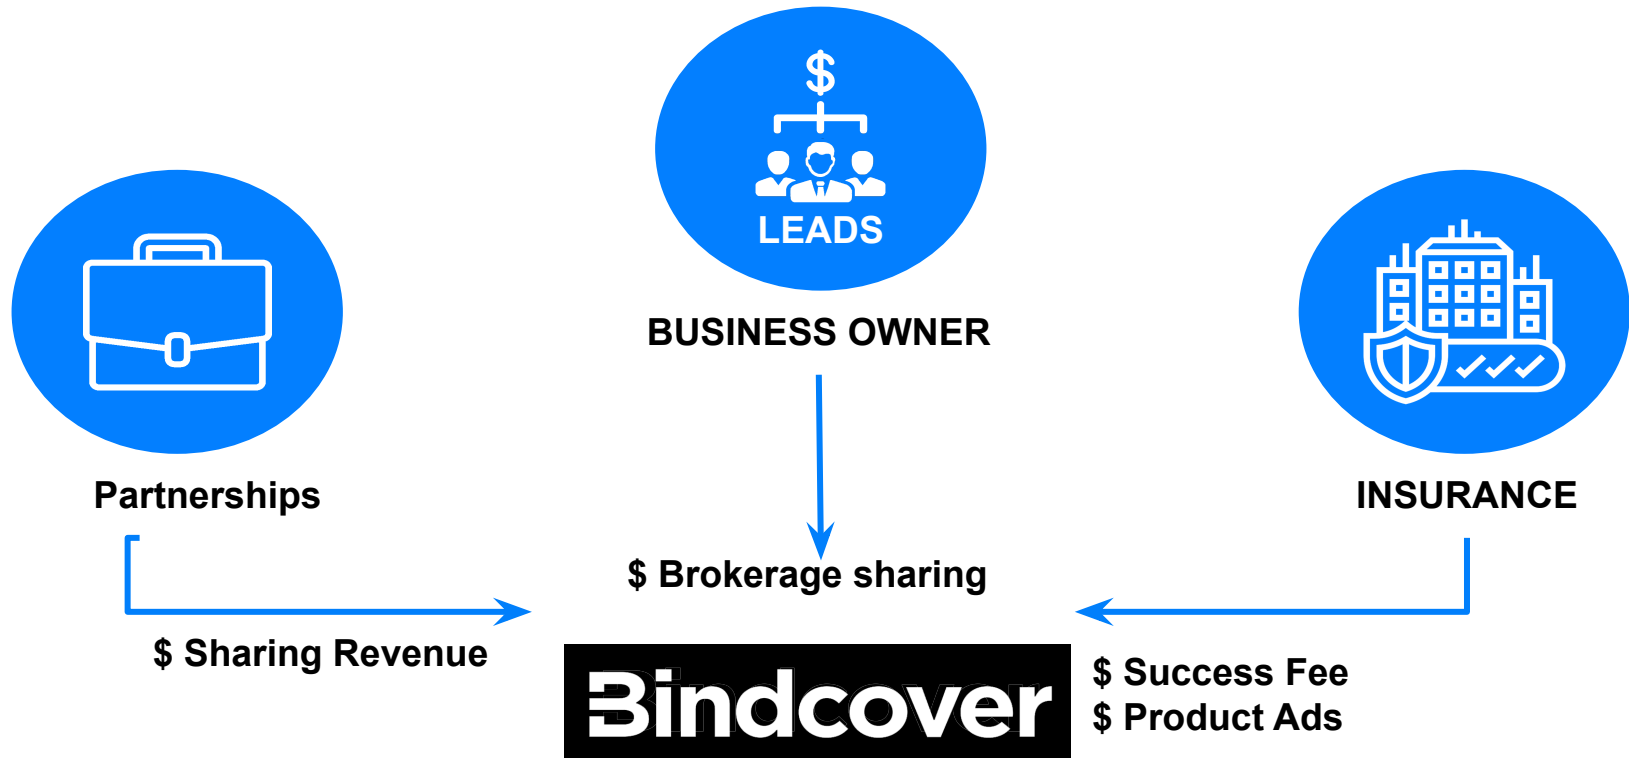 $
LEADS
BUSINESS OWNER
Partnerships
INSURANCE
$ Brokerage sharing
$ Sharing Revenue
Bindcover
$ Success Fee
$ Product Ads